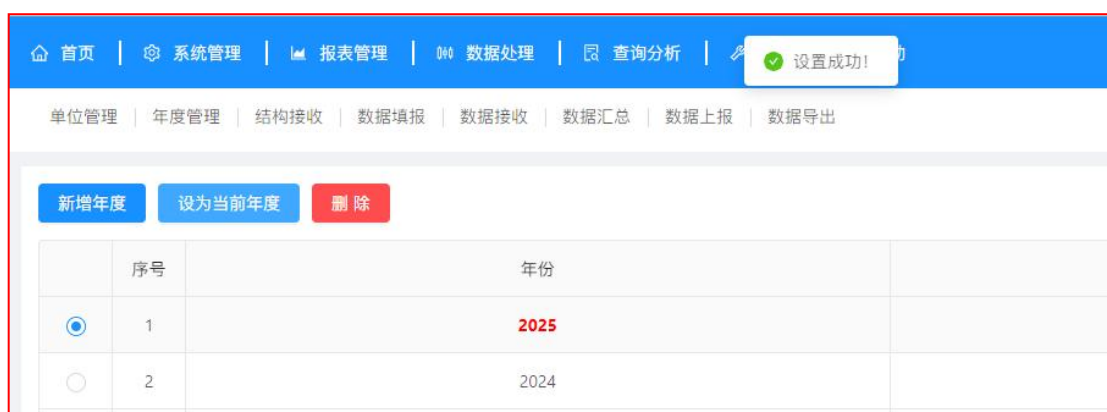 首页 系统管理 报表管理 数据处理 查询分析
设置成功!
单位管理 年度管理 结构接收 数据填报 数据接收 数据汇总 数据上报 数据导出
新增年度 设为当前年度 删除
序号 年份
1 2025
2 2024